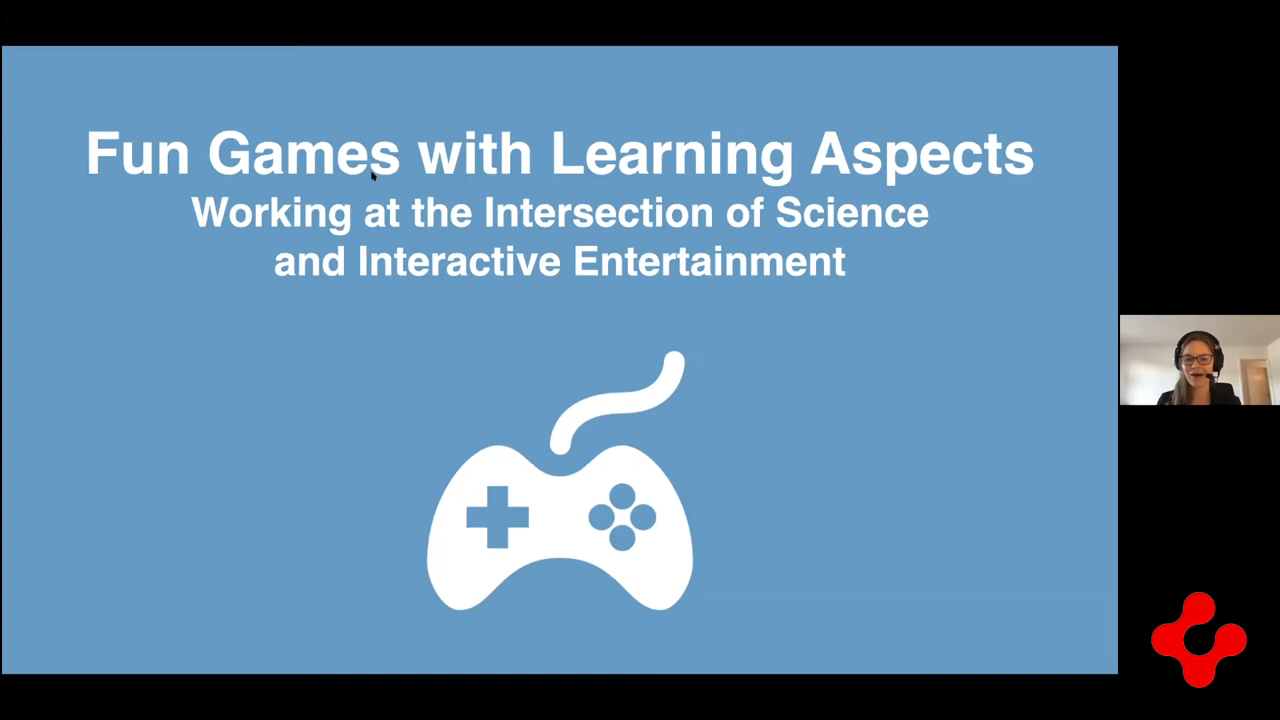 Fun Games with Learning Aspects
Working at the Intersection of Science
and Interactive Entertainment